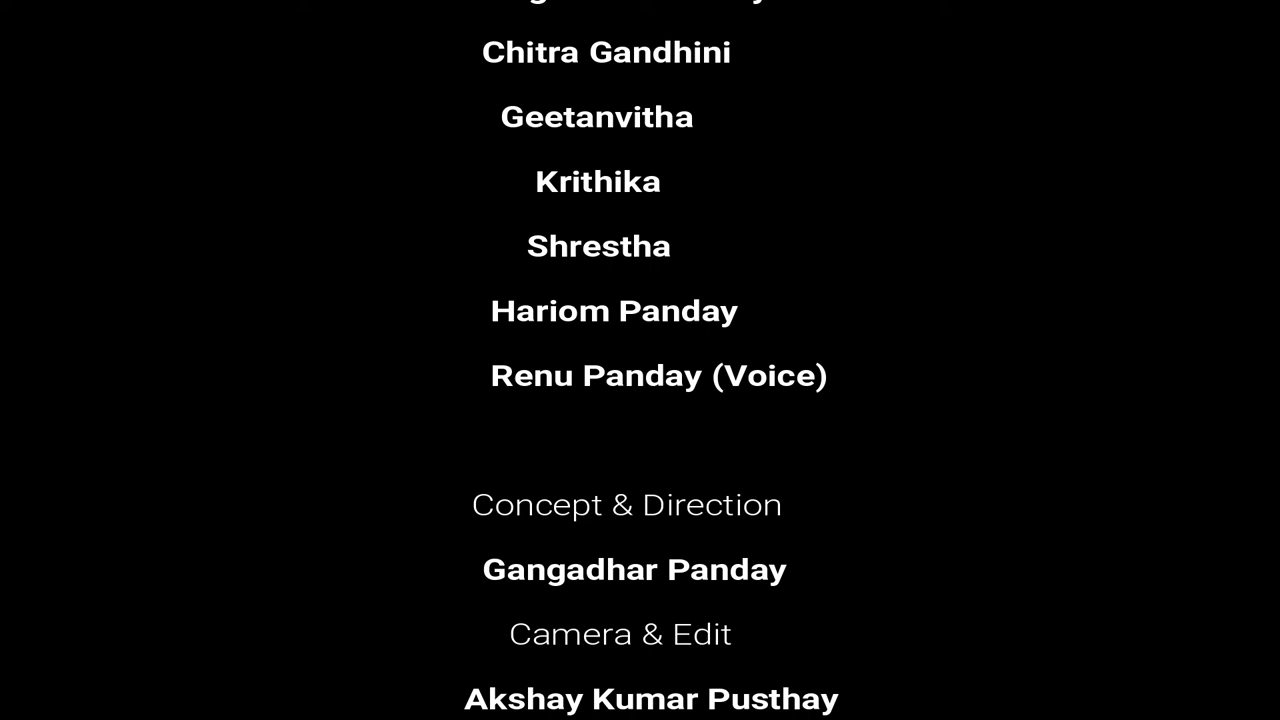 Chitra Gandhini
Geetanvitha
Krithika
Shrestha
Hariom Panday
Renu Panday (Voice)
Concept & Direction
Gangadhar Panday
Camera & Edit
Akshay Kumar Pusthay